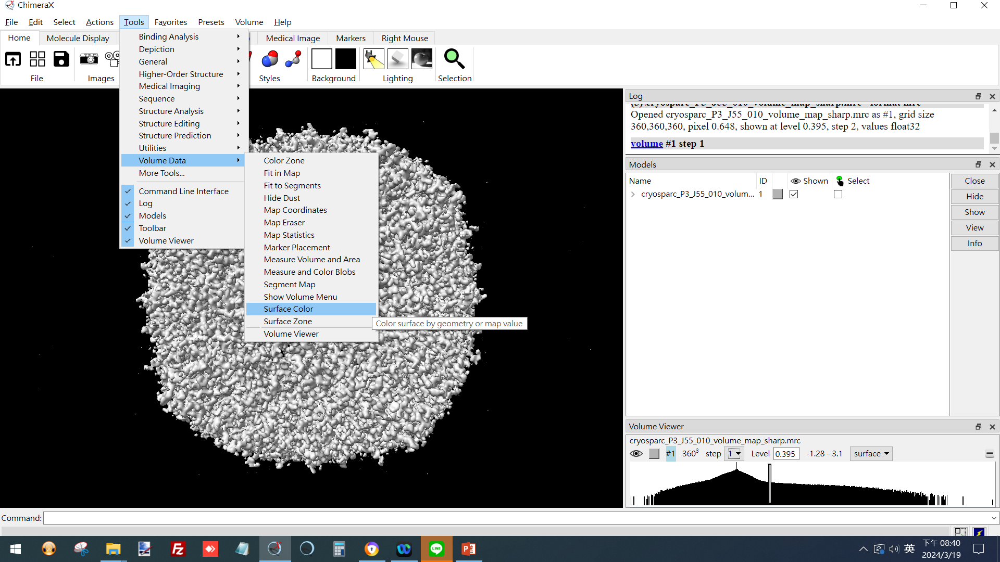 ChimeraX
File Edit Select Actions Tools Favorites Presets Volume Help
Home Molecule Display Medical Image Markers Right Mouse
File Images Styles Background Lighting Selection
Binding Analysis
Depiction
General
Higher-Order Structure
Medical Imaging
Sequence
Structure Analysis
Structure Editing
Structure Prediction
Utilities
Volume Data
More Tools...
Command Line Interface
Log
Models
Toolbar
Volume Viewer
Color Zone
Fit in Map
Fit to Segments
Hide Dust
Map Coordinates
Map Eraser
Map Statistics
Marker Placement
Measure Volume and Area
Measure and Color Blobs
Segment Map
Show Volume Menu
Surface Color
Surface Zone
Volume Viewer
Color surface by geometry or map value
Log
Opened cryosparc_P3_J55_010_volume_map_sharp.mrc as #1, grid size
360,360,360, pixel 0.648, shown at level 0.395, step 2, values float32
volume #1 step 1
Models
Name ID Shown Select
cryosparc_P3_J55_010_volum... 1
Close
Hide
Show
View
Info
Volume Viewer
cryosparc_P3_J55_010_volume_map_sharp.mrc
#1 360³ step 1 Level 0.395 -1.28 - 3.1 surface
Command:
FZ
LINE
P
英
下午 08:40
2024/3/19